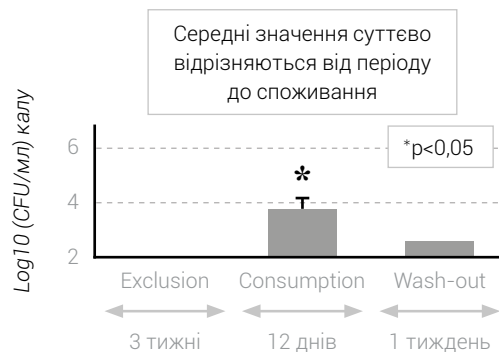 Середні значення суттєво
відрізняються від періоду
до споживання
*p<0,05
Log10 (CFU/мл) калу
6
4
2
*
Exclusion Consumption Wash-out
3 тижні 12 днів 1 тиждень